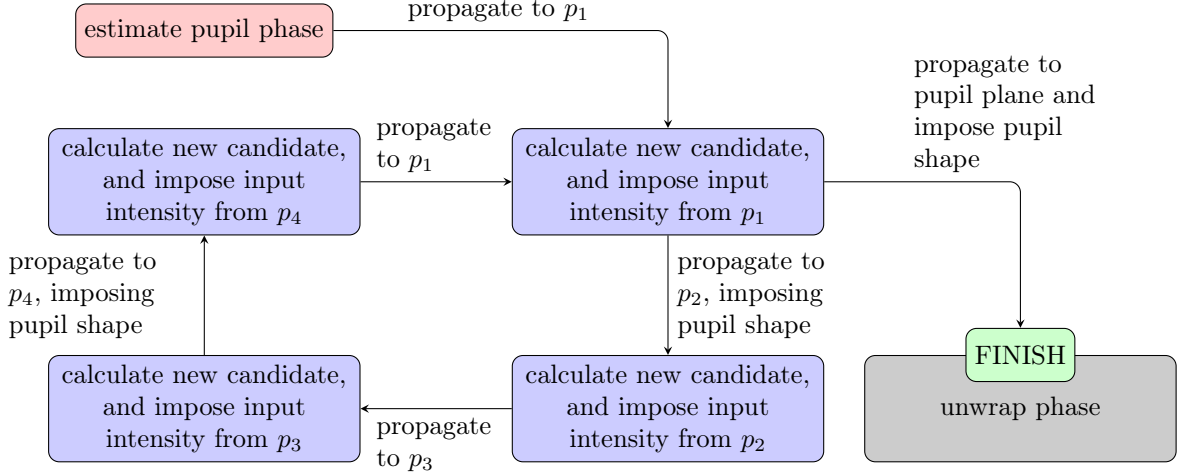 propagate to p₁
estimate pupil phase
propagate to
pupil plane and
impose pupil
shape
calculate new candidate,
and impose input
intensity from p₄
propagate
to p₁
calculate new candidate,
and impose input
intensity from p₁
propagate to
p₄, imposing
pupil shape
propagate to
p₂, imposing
pupil shape
calculate new candidate,
and impose input
intensity from p₃
propagate
to p₃
calculate new candidate,
and impose input
intensity from p₂
FINISH
unwrap phase